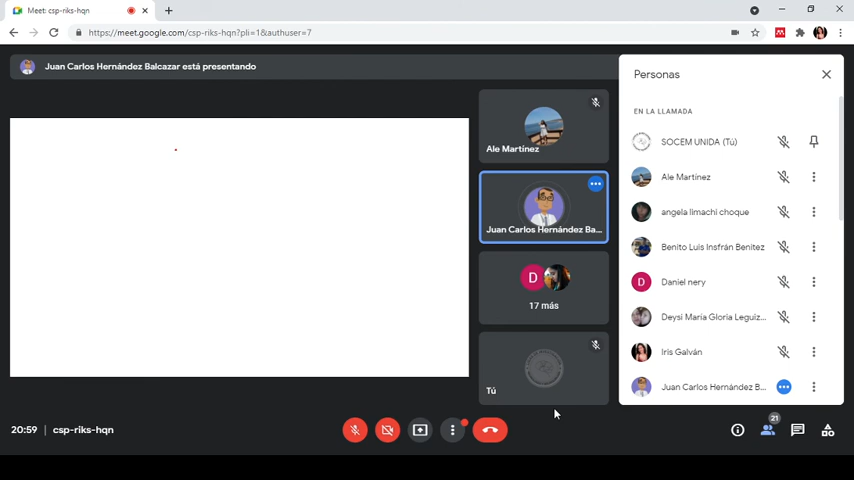 Meet: csp-riks-hqn
https://meet.google.com/csp-riks-hqn?pli=1&authuser=7
Juan Carlos Hernández Balcazar está presentando
Ale Martínez
Juan Carlos Hernández Ba...
D
17 más
Tú
Personas
EN LA LLAMADA
SOCEM UNIDA (Tú)
Ale Martínez
angela limachi choque
Benito Luis Insfrán Benitez
D
Daniel nery
Deysi María Gloria Leguiz...
Iris Galván
Juan Carlos Hernández B...
20:59 | csp-riks-hqn
21